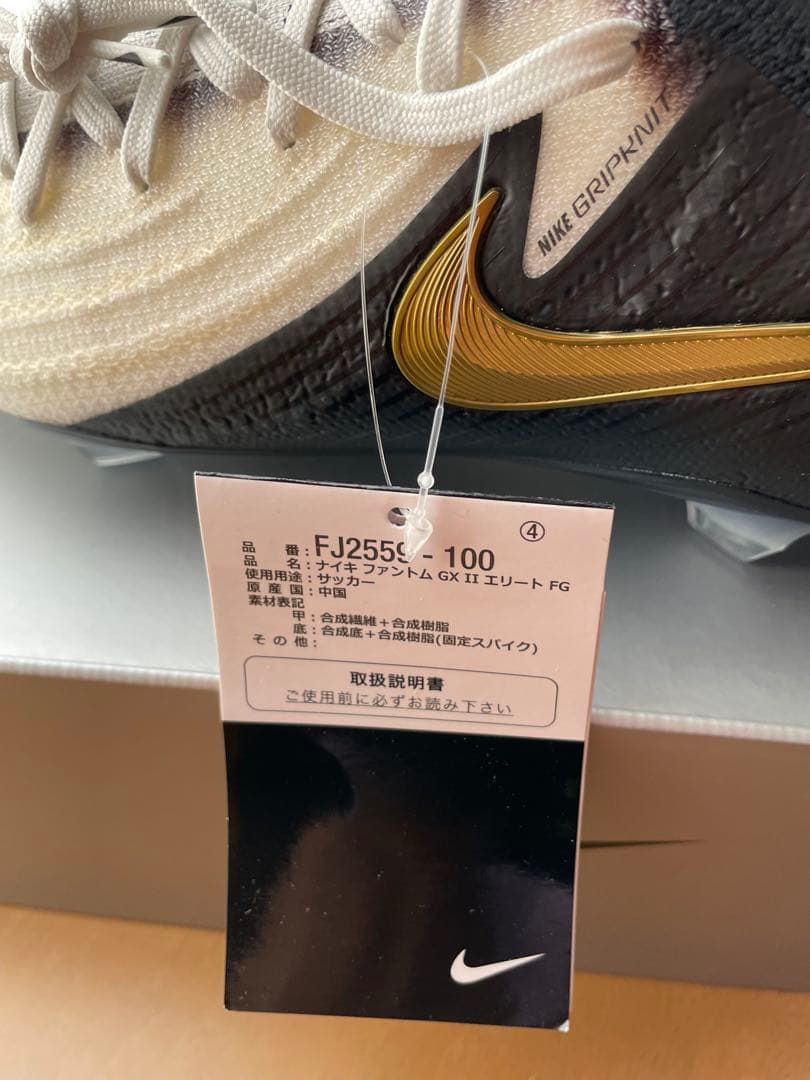 NIKE GRIPKNIT
④
品番:FJ2559-100
品名:ナイキ ファントム GX II エリート FG
使用用途:サッカー
原産国:中国
素材表記
甲:合成繊維+合成樹脂
底:合成底+合成樹脂(固定スパイク)
その他:
取扱説明書
ご使用前に必ずお読み下さい